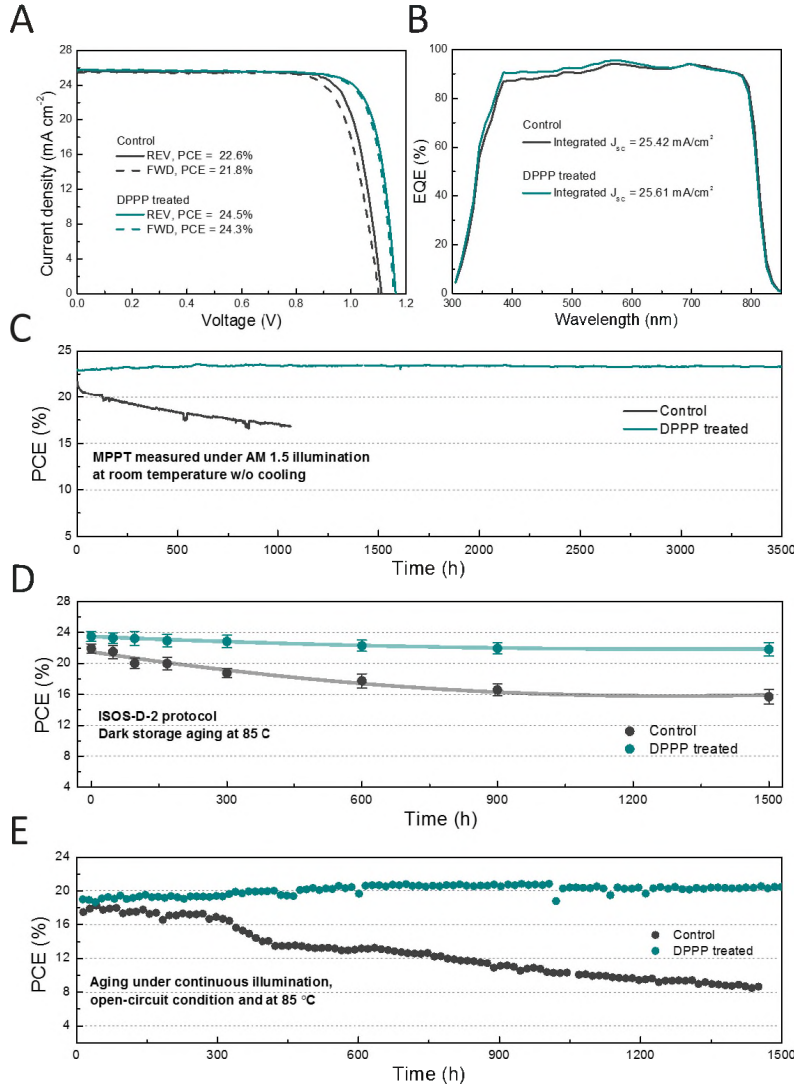 A
28
24
20
16
12
8
4
0
Current density (mA cm⁻²)
Control
REV, PCE = 22.6%
FWD, PCE = 21.8%
DPPP treated
REV, PCE = 24.5%
FWD, PCE = 24.3%
0.0 0.2 0.4 0.6 0.8 1.0 1.2
Voltage (V)
B
100
80
60
40
20
0
EQE (%)
Control
Integrated Jsc = 25.42 mA/cm²
DPPP treated
Integrated Jsc = 25.61 mA/cm²
300 400 500 600 700 800
Wavelength (nm)
C
25
20
15
10
5
PCE (%)
Control
DPPP treated
MPPT measured under AM 1.5 illumination
at room temperature w/o cooling
0 500 1000 1500 2000 2500 3000 3500
Time (h)
D
28
24
20
16
12
8
4
PCE (%)
ISOS-D-2 protocol
Dark storage aging at 85 C
Control
DPPP treated
0 300 600 900 1200 1500
Time (h)
E
24
20
16
12
8
4
PCE (%)
Control
DPPP treated
Aging under continuous illumination,
open-circuit condition and at 85 °C
0 300 600 900 1200 1500
Time (h)